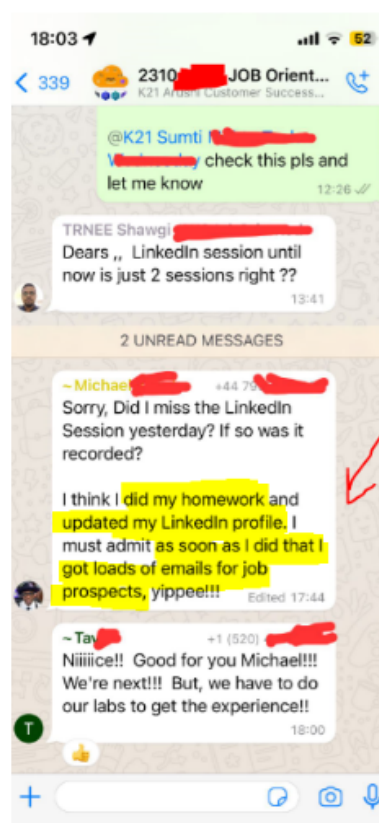 18:03
52
339
2310 JOB Orient...
K21 Arushi Customer Success...
@K21 Sumti
check this pls and
let me know
12:26
TRNEE Shawgi
Dears ,, LinkedIn session until
now is just 2 sessions right ??
13:41
2 UNREAD MESSAGES
~Michael +44 79
Sorry, Did I miss the LinkedIn
Session yesterday? If so was it
recorded?
I think I did my homework and
updated my LinkedIn profile. I
must admit as soon as I did that I
got loads of emails for job
prospects, yippee!!!
Edited 17:44
~Tav +1 (520)
Niiiiice!! Good for you Michael!!!
We're next!!! But, we have to do
our labs to get the experience!!
18:00
T